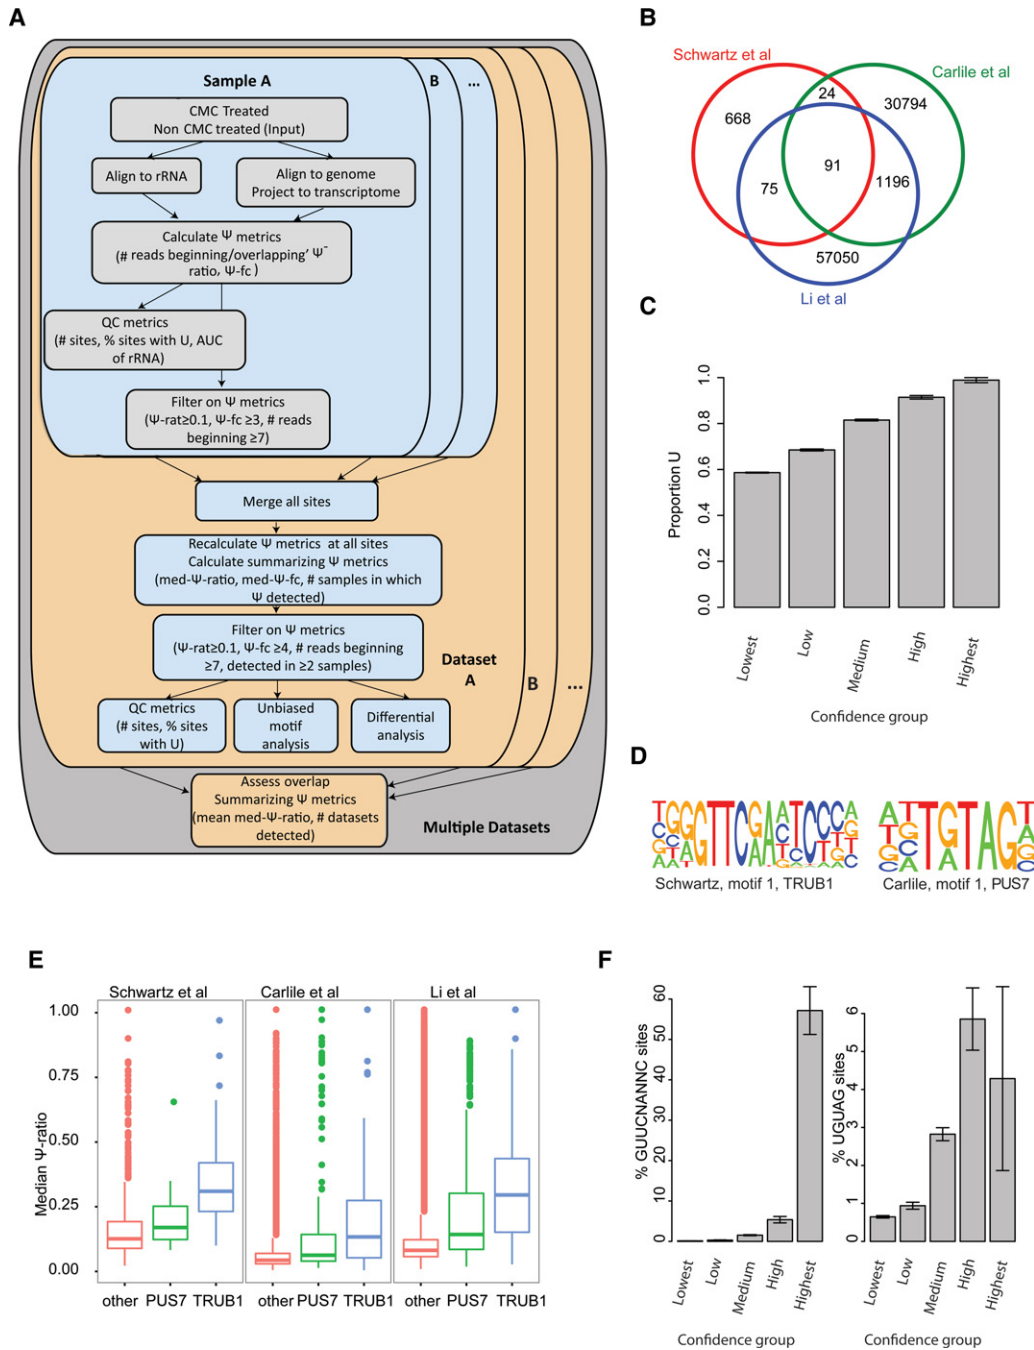 A
Sample A
B
...
CMC Treated
Non CMC treated (Input)
Align to rRNA
Align to genome
Project to transcriptome
Calculate Ψ metrics
(# reads beginning/overlapping' Ψ-
ratio, Ψ-fc )
QC metrics
(# sites, % sites with U, AUC
of rRNA)
Filter on Ψ metrics
(Ψ-rat≥0.1, Ψ-fc ≥3, # reads
beginning ≥7)
Merge all sites
Recalculate Ψ metrics at all sites
Calculate summarizing Ψ metrics
(med-Ψ-ratio, med-Ψ-fc, # samples in which
Ψ detected)
Filter on Ψ metrics
(Ψ-rat≥0.1, Ψ-fc ≥4, # reads beginning
≥7, detected in ≥2 samples)
Dataset
A
B
...
QC metrics
(# sites, % sites
with U)
Unbiased
motif
analysis
Differential
analysis
Assess overlap
Summarizing Ψ metrics
(mean med-Ψ-ratio, # datasets
detected)
Multiple Datasets
B
Schwartz et al
Carlile et al
24
668
30794
91
75
1196
57050
Li et al
C
Proportion U
1.0
0.8
0.6
0.4
0.2
0.0
Lowest
Low
Medium
High
Highest
Confidence group
D
Schwartz, motif 1, TRUB1
Carlile, motif 1, PUS7
E
Schwartz et al
Carlile et al
Li et al
Median Ψ-ratio
1.00
0.75
0.50
0.25
0.00
other PUS7 TRUB1
other PUS7 TRUB1
other PUS7 TRUB1
F
% GUUCNANNC sites
60
50
40
30
20
10
0
Lowest
Low
Medium
High
Highest
Confidence group
% UGUAG sites
6
5
4
3
2
1
0
Lowest
Low
Medium
High
Highest
Confidence group